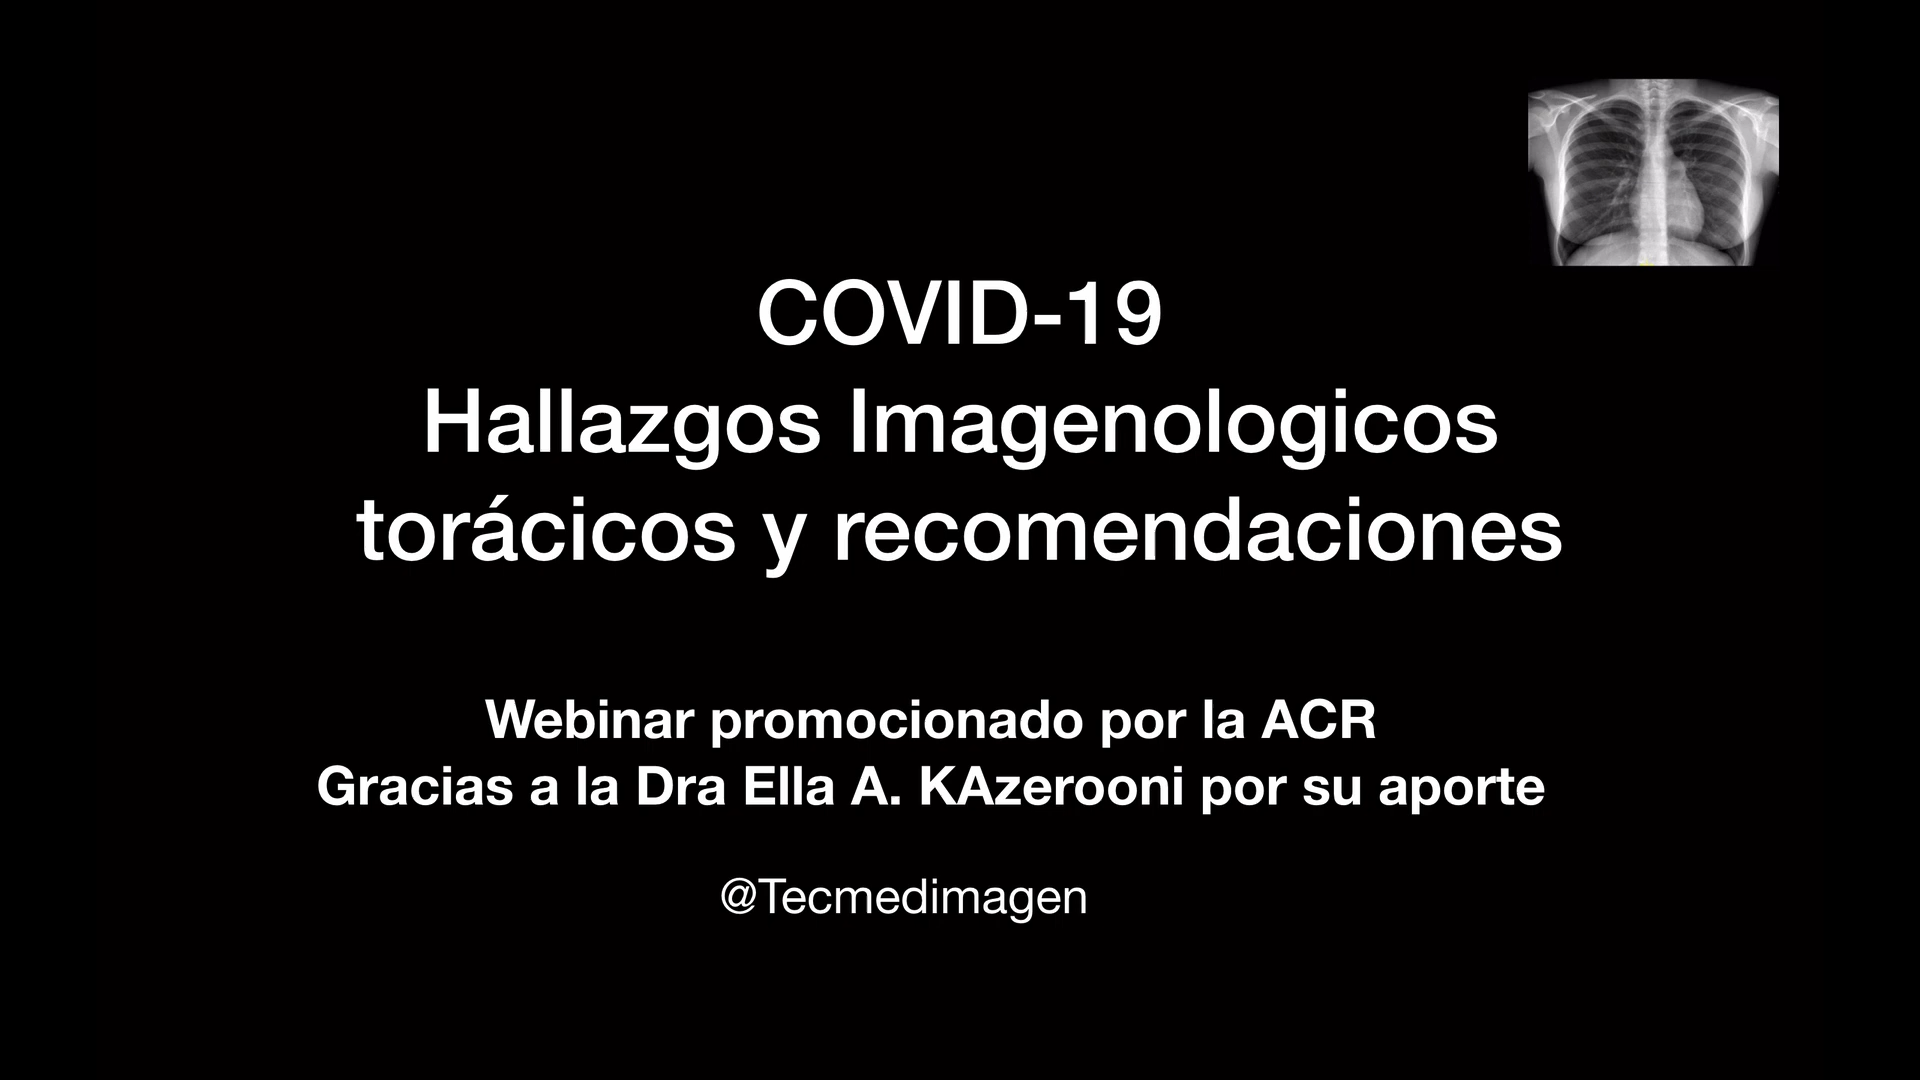 COVID-19
Hallazgos Imagenologicos
torácicos y recomendaciones
Webinar promocionado por la ACR
Gracias a la Dra Ella A. KAzerooni por su aporte
@Tecmedimagen